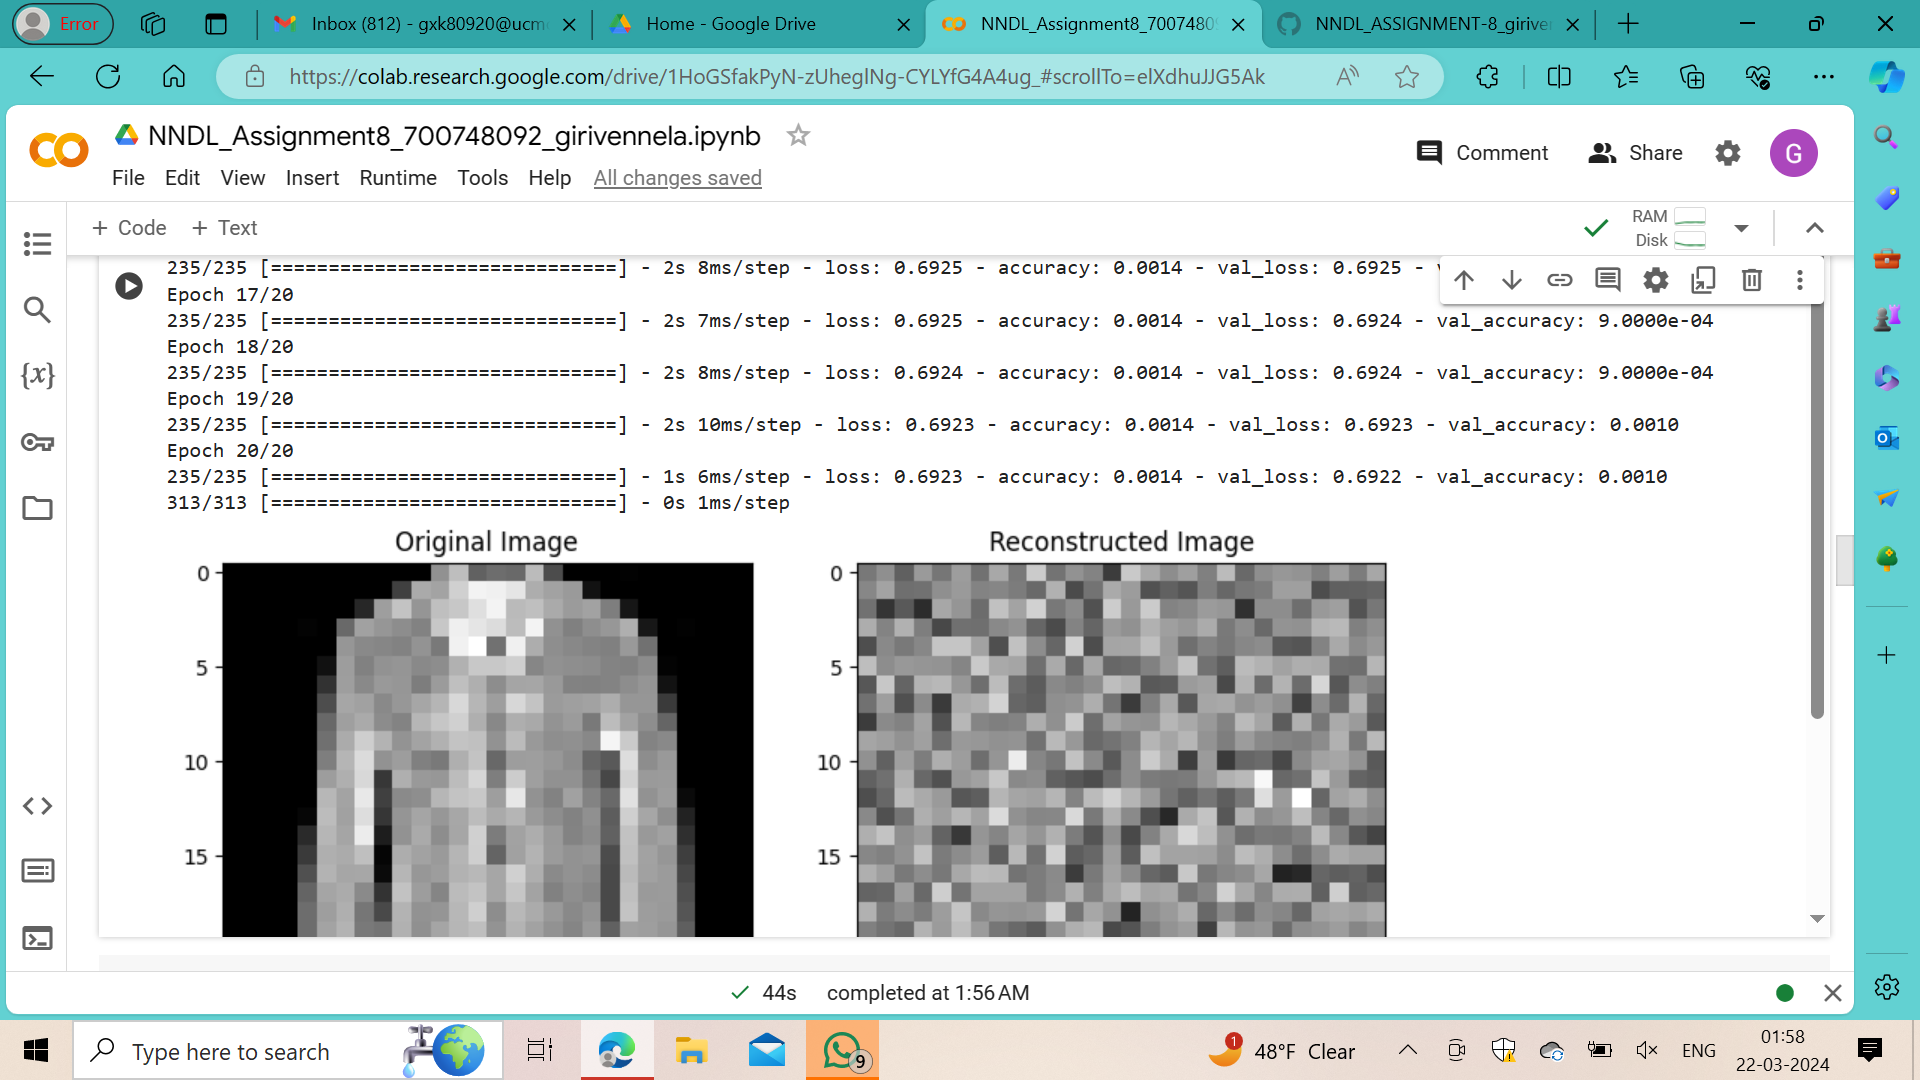 Error
Inbox (812) - gxk80920@ucm
Home - Google Drive
NNDL_Assignment8_70074809
NNDL_ASSIGNMENT-8_giriven
https://colab.research.google.com/drive/1HoGSfakPyN-zUheglNg-CYLYfG4A4ug_#scrollTo=elXdhuJJG5Ak
NNDL_Assignment8_700748092_girivennela.ipynb
Comment
Share
G
File Edit View Insert Runtime Tools Help All changes saved
+ Code + Text
RAM
Disk
235/235 [==============================] - 2s 8ms/step - loss: 0.6925 - accuracy: 0.0014 - val_loss: 0.6925 -
Epoch 17/20
235/235 [==============================] - 2s 7ms/step - loss: 0.6925 - accuracy: 0.0014 - val_loss: 0.6924 - val_accuracy: 9.0000e-04
Epoch 18/20
235/235 [==============================] - 2s 8ms/step - loss: 0.6924 - accuracy: 0.0014 - val_loss: 0.6924 - val_accuracy: 9.0000e-04
Epoch 19/20
235/235 [==============================] - 2s 10ms/step - loss: 0.6923 - accuracy: 0.0014 - val_loss: 0.6923 - val_accuracy: 0.0010
Epoch 20/20
235/235 [==============================] - 1s 6ms/step - loss: 0.6923 - accuracy: 0.0014 - val_loss: 0.6922 - val_accuracy: 0.0010
313/313 [==============================] - 0s 1ms/step
Original Image
Reconstructed Image
0
5
10
15
0
5
10
15
{x}
44s completed at 1:56 AM
Type here to search
9
1
48°F Clear
ENG
01:58
22-03-2024